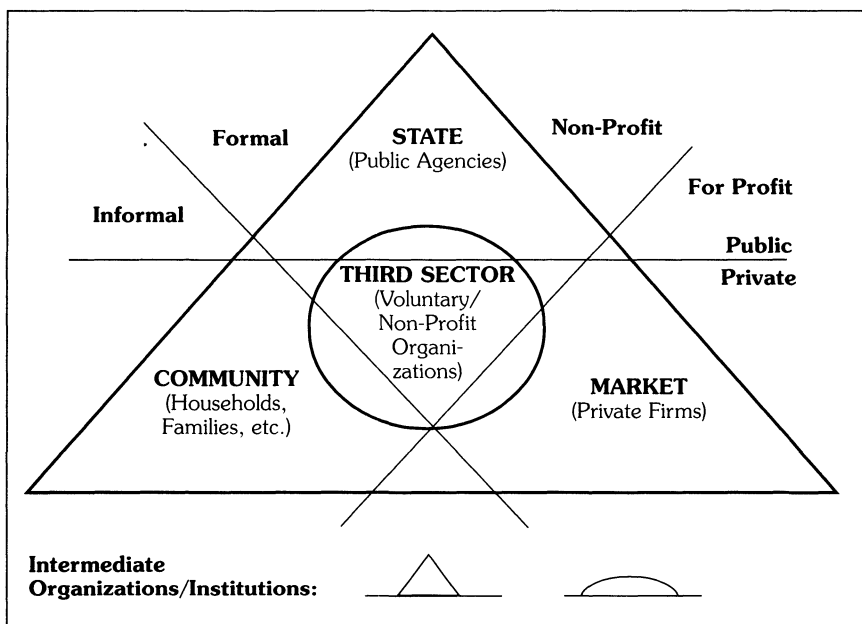 Formal
STATE
(Public Agencies)
Non-Profit
Informal
For Profit
Public
Private
THIRD SECTOR
(Voluntary/
Non-Profit
Organi-
zations)
COMMUNITY
(Households,
Families, etc.)
MARKET
(Private Firms)
Intermediate
Organizations/Institutions: